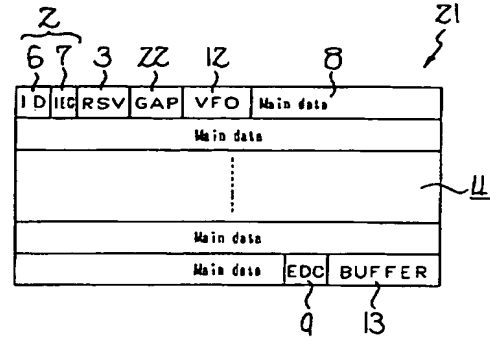 21
2
6 7 3 22 12 8
ID IEC RSV GAP VFO Main data
Main data
11
Main data
Main data EDC BUFFER
9 13